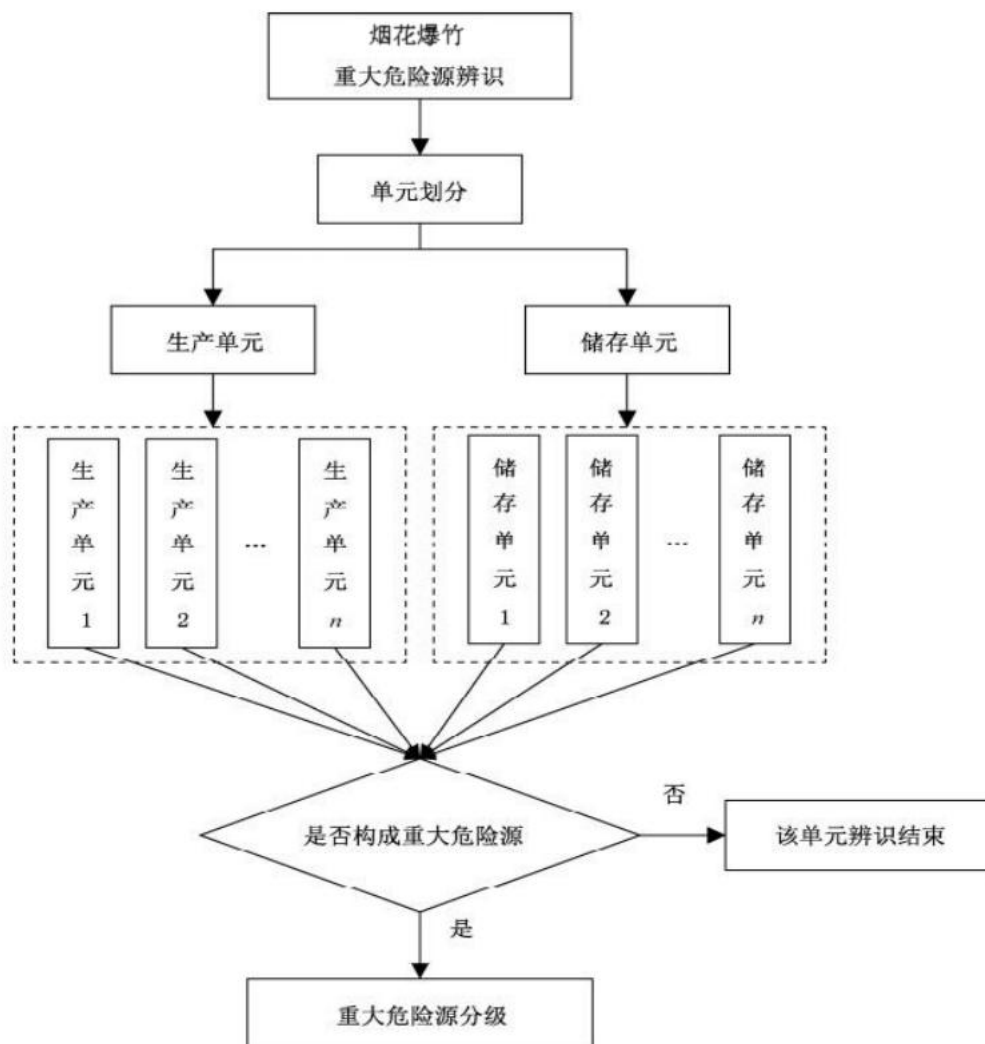 烟花爆竹
重大危险源辨识
单元划分
生产单元
储存单元
生产单元1
生产单元2
…
生产单元n
储存单元1
储存单元2
…
储存单元n
是否构成重大危险源
否
该单元辨识结束
是
重大危险源分级